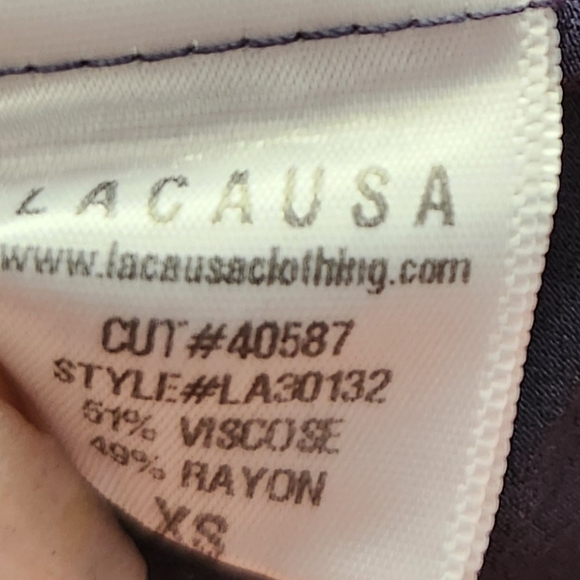 LACAUSA
www.lacausaclothing.com
CUT#40587
STYLE#LA30132
51% VISCOSE
49% RAYON
XS